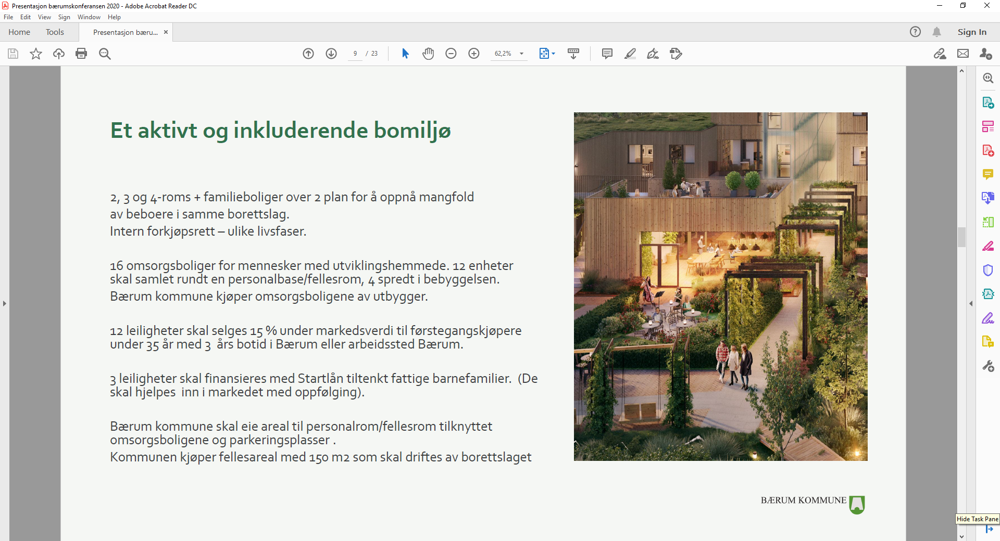 Presentasjon bærumskonferansen 2020 - Adobe Acrobat Reader DC
File Edit View Sign Window Help
Home Tools Presentasjon bæru... × Sign In
9 / 23 62,2%
Et aktivt og inkluderende bomiljø
2, 3 og 4-roms + familieboliger over 2 plan for å oppnå mangfold
av beboere i samme borettslag.
Intern forkjøpsrett – ulike livsfaser.
16 omsorgsboliger for mennesker med utviklingshemmede. 12 enheter
skal samlet rundt en personalbase/fellesrom, 4 spredt i bebyggelsen.
Bærum kommune kjøper omsorgsboligene av utbygger.
12 leiligheter skal selges 15 % under markedsverdi til førstegangskjøpere
under 35 år med 3  års botid i Bærum eller arbeidssted Bærum.
3 leiligheter skal finansieres med Startlån tiltenkt fattige barnefamilier.  (De
skal hjelpes  inn i markedet med oppfølging).
Bærum kommune skal eie areal til personalrom/fellesrom tilknyttet
omsorgsboligene og parkeringsplasser .
Kommunen kjøper fellesareal med 150 m2 som skal driftes av borettslaget
BÆRUM KOMMUNE
Hide Task Pane